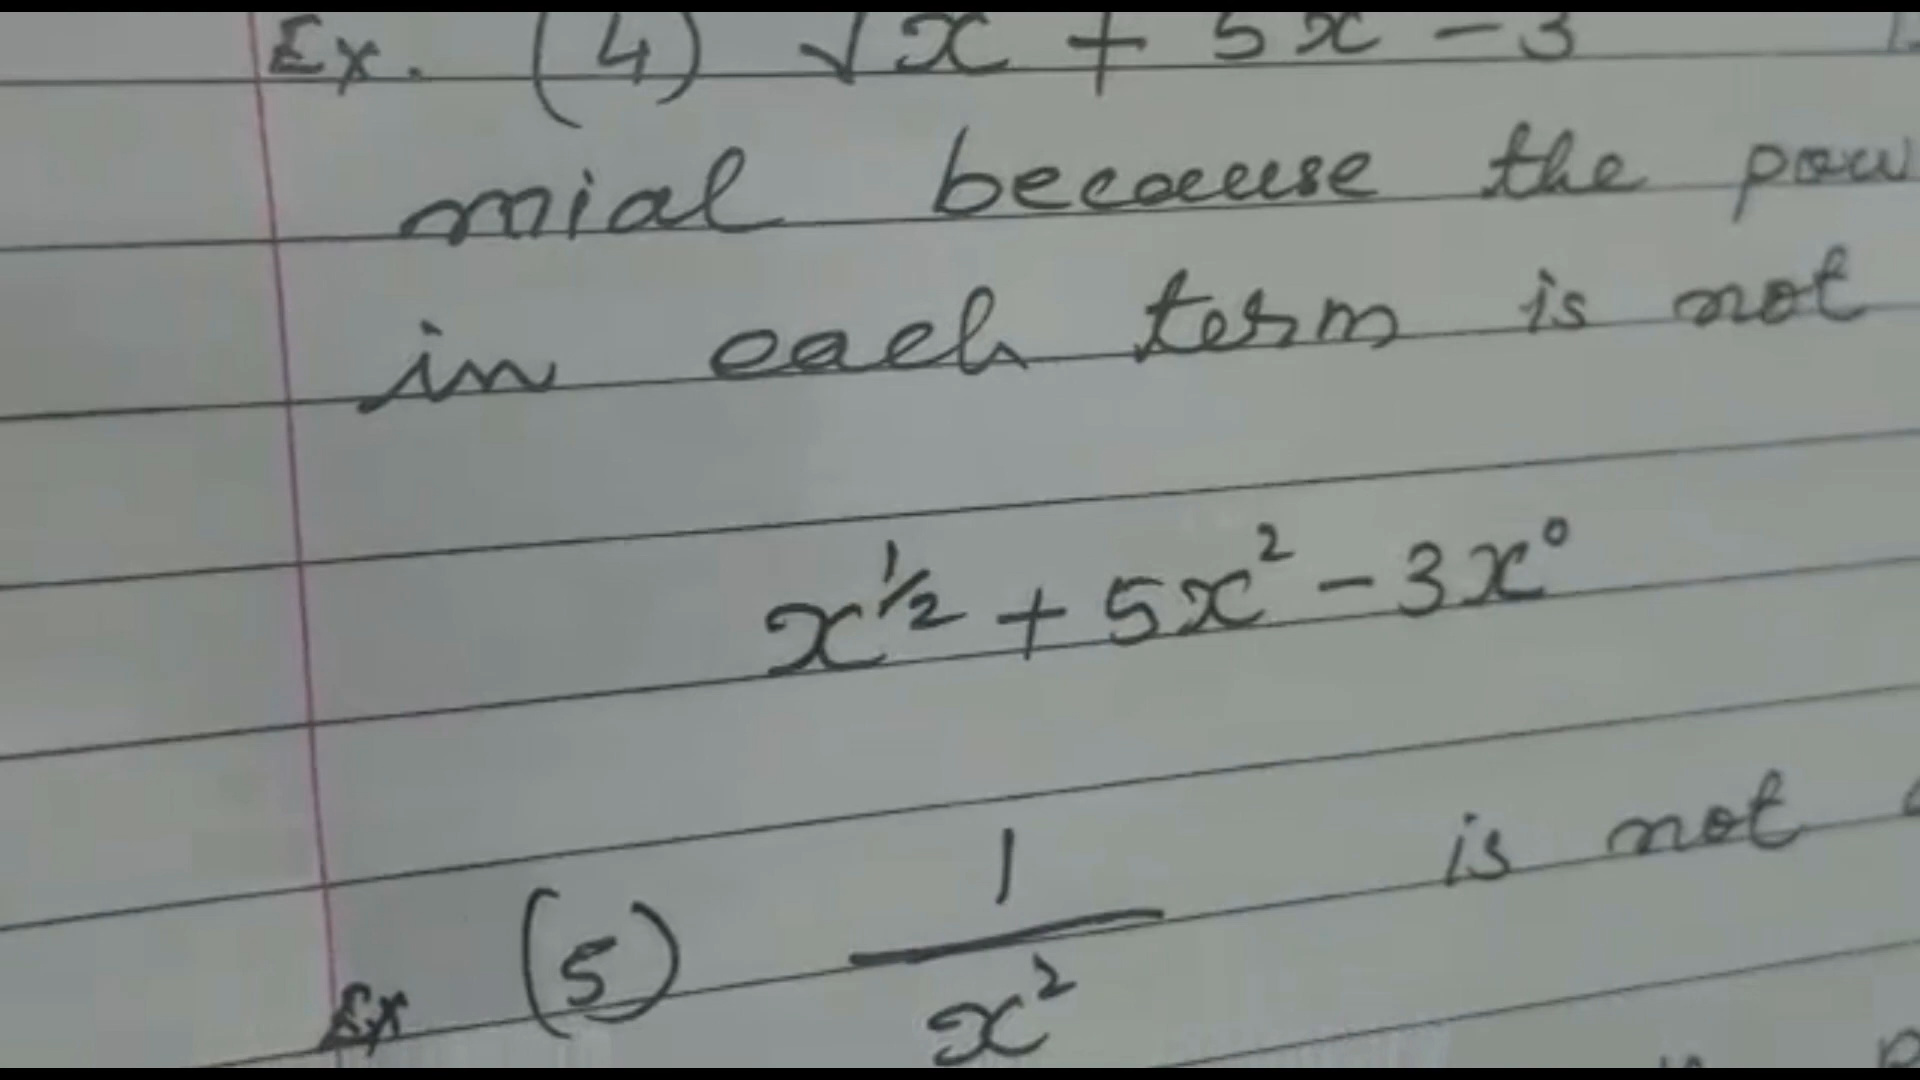 Ex. (4) √x + 5x - 3
mial because the pow
in each term is not
x^1/2 + 5x² - 3x⁰
Ex (5) 1/x² is not